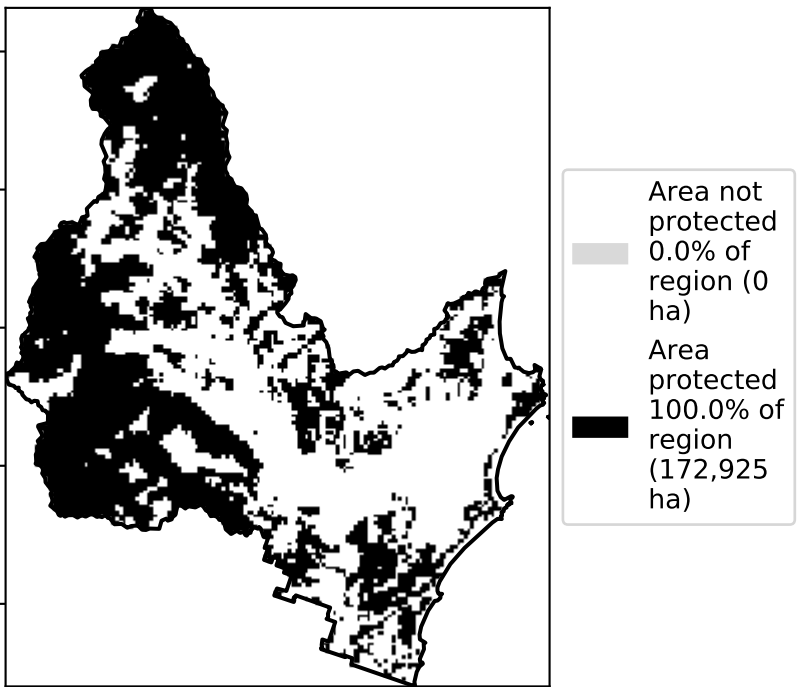 Area not
protected
0.0% of
region (0
ha)
Area
protected
100.0% of
region
(172,925
ha)